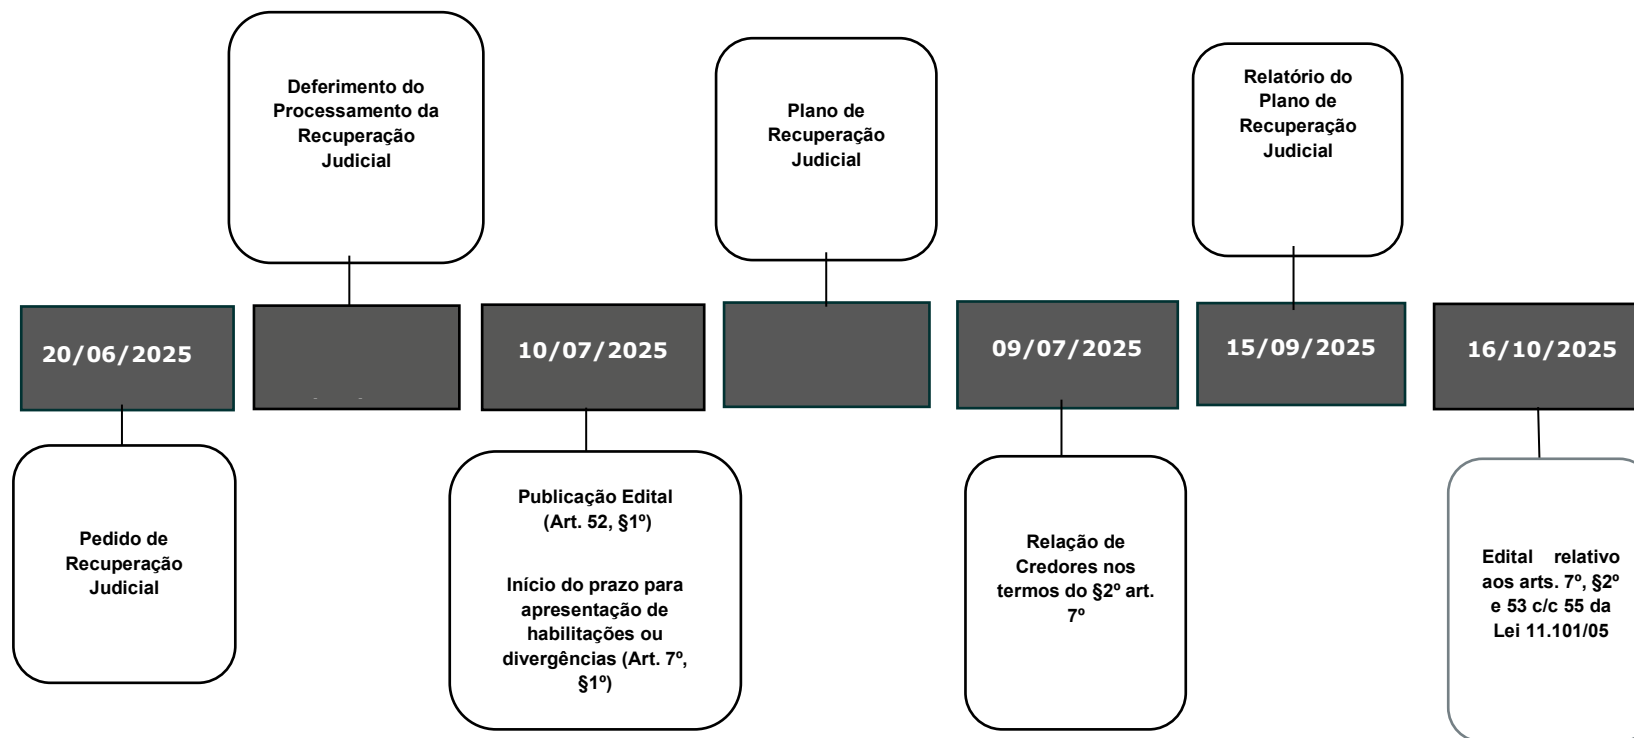 Deferimento do
Processamento da
Recuperação
Judicial
Plano de
Recuperação
Judicial
Relatório do
Plano de
Recuperação
Judicial
20/06/2025
10/07/2025
09/07/2025
15/09/2025
16/10/2025
Pedido de
Recuperação
Judicial
Publicação Edital
(Art. 52, §1º)
Início do prazo para
apresentação de
habilitações ou
divergências (Art. 7º,
§1º)
Relação de
Credores nos
termos do §2º art.
7º
Edital relativo
aos arts. 7º, §2º
e 53 c/c 55 da
Lei 11.101/05